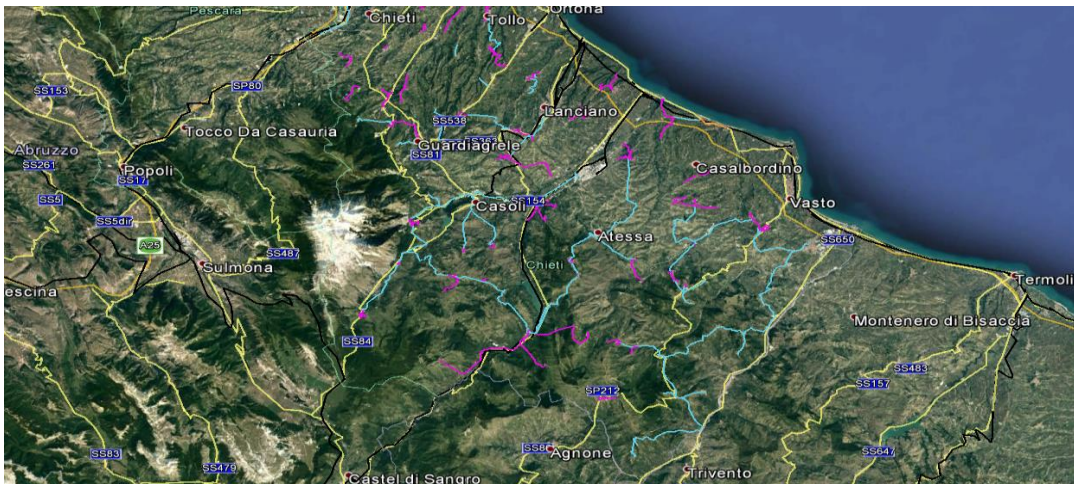 Pescara
Chieti
Tollo
Ortona
SS153
SP80
Lanciano
SS538
Tocco Da Casauria
Guardiagrele
SS363
SS81
Abruzzo
SS261
Popoli
SS17
Casalbordino
SS5
Casoli
SS154
Vasto
SS5dir
A25
Atessa
SS650
SS487
Sulmona
Chieti
Termoli
escina
Montenero di Bisaccia
SS84
SS483
SS157
SP212
SS83
SS479
SS8
Agnone
SS647
Trivento
Castel di Sangro